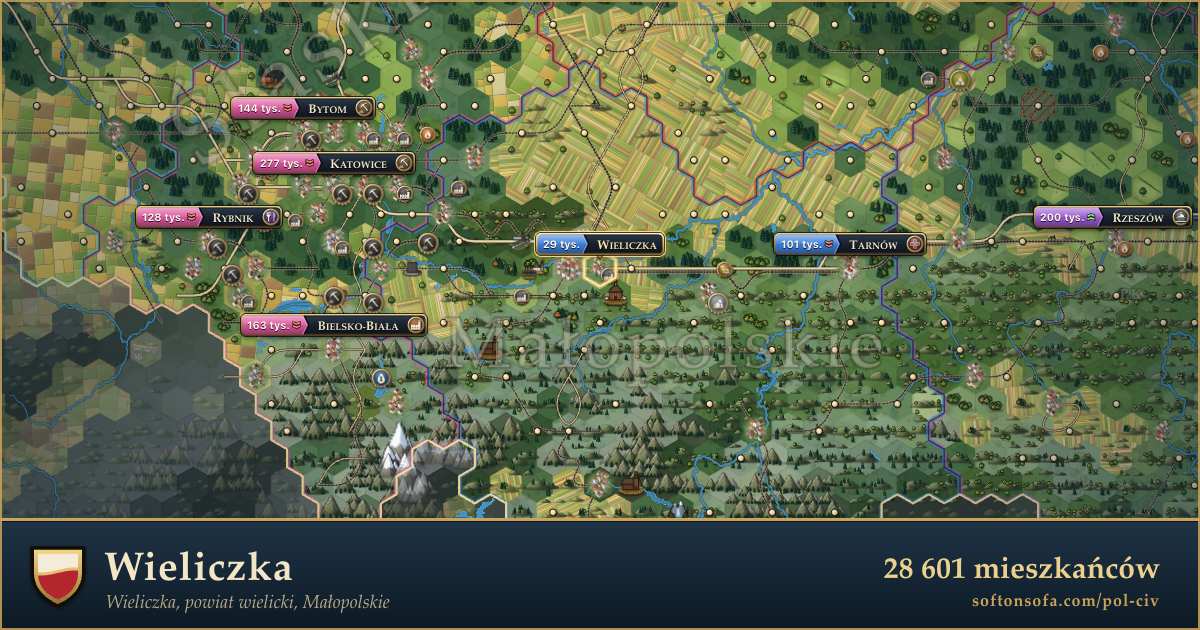 144 tys. BYTOM
277 tys. KATOWICE
128 tys. RYBNIK
29 tys. WIELICZKA
101 tys. TARNÓW
200 tys. RZESZÓW
163 tys. BIELSKO-BIAŁA
Małopolskie
Wieliczka
28 601 mieszkańców
Wieliczka, powiat wielicki, Małopolskie
softonsofa.com/pol-civ